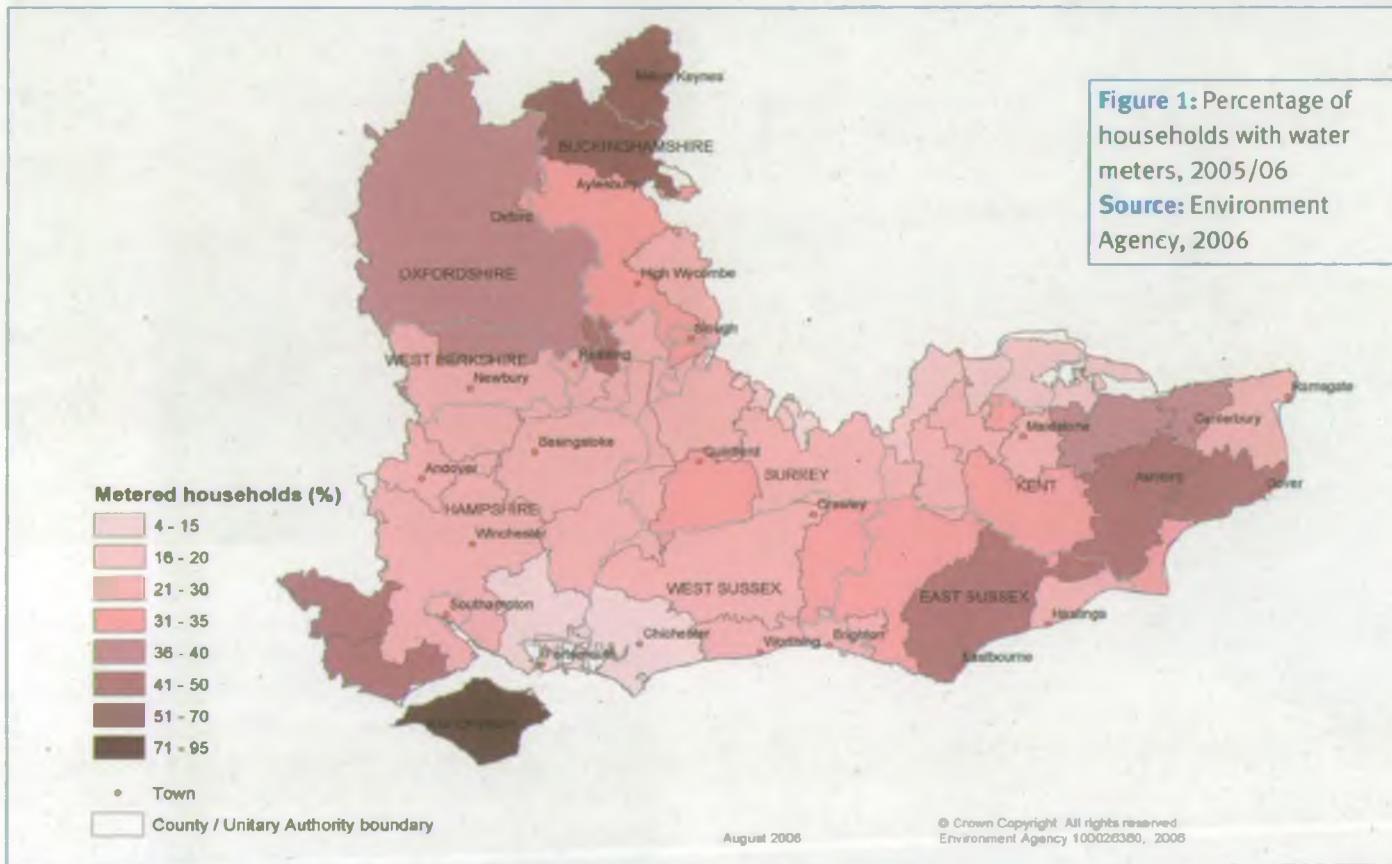 Figure 1: Percentage of
households with water
meters, 2005/06
Source: Environment
Agency, 2006
Milton Keynes
BUCKINGHAMSHIRE
Aylesbury
Oxford
OXFORDSHIRE
High Wycombe
Slough
Reading
WEST BERKSHIRE
Newbury
Ramsgate
Canterbury
Maidstone
Basingstoke
Guildford
SURREY
Ashford
Dover
Andover
KENT
Crawley
HAMPSHIRE
Winchester
WEST SUSSEX
EAST SUSSEX
Hastings
Southampton
Chichester
Worthing
Brighton
Eastbourne
Portsmouth
Metered households (%)
4 - 15
16 - 20
21 - 30
31 - 35
36 - 40
41 - 50
51 - 70
71 - 95
Town
County / Unitary Authority boundary
August 2006
© Crown Copyright All rights reserved
Environment Agency 100026380, 2006